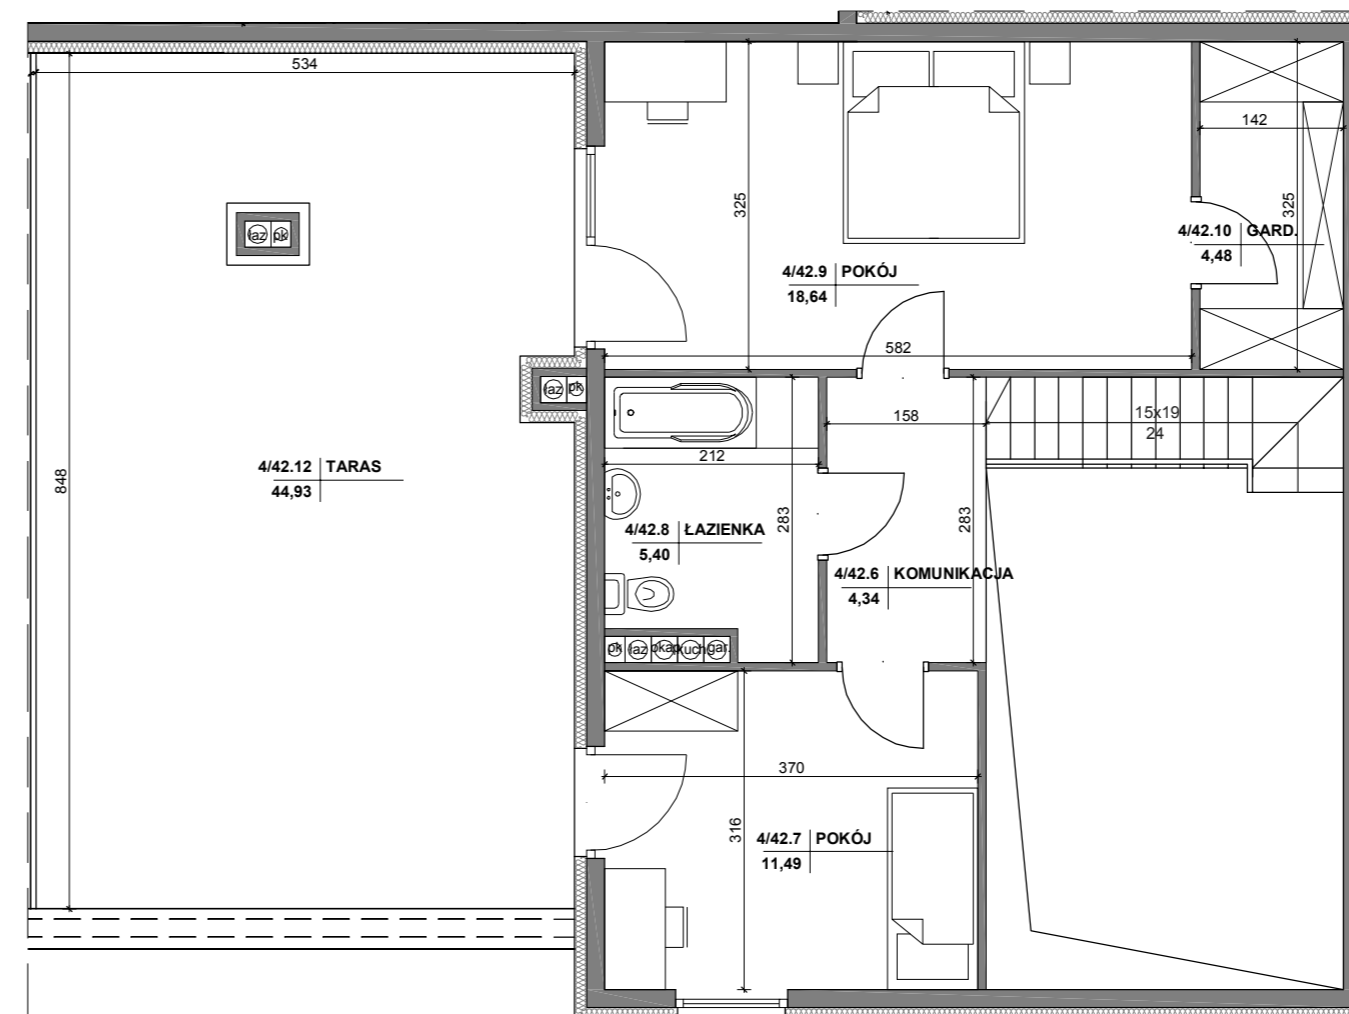 534
142
łaz pk
325
325
4/42.10 GARD.
4,48
4/42.9 POKÓJ
18,64
582
łaz pk
158
15x19
24
212
848
4/42.12 TARAS
44,93
283
283
4/42.8 ŁAZIENKA
5,40
4/42.6 KOMUNIKACJA
4,34
pk łaz okap kuch gar.
370
316
4/42.7 POKÓJ
11,49